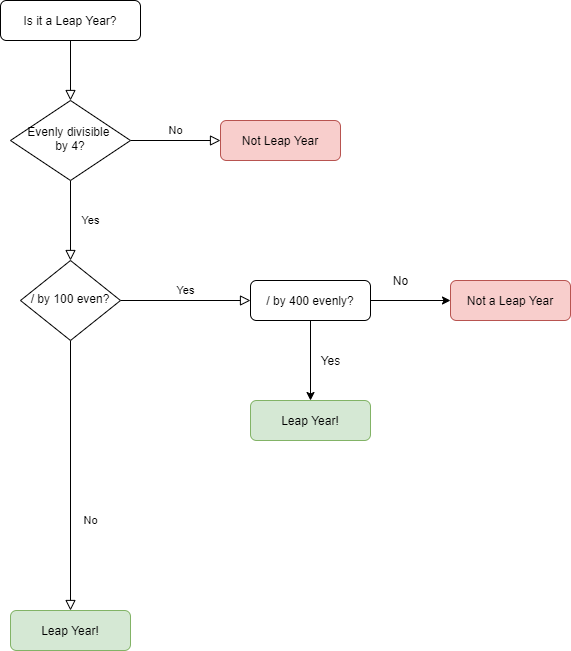 Is it a Leap Year?
Evenly divisible
by 4?
No
Not Leap Year
Yes
/ by 100 even?
Yes
/ by 400 evenly?
No
Not a Leap Year
Yes
Leap Year!
No
Leap Year!